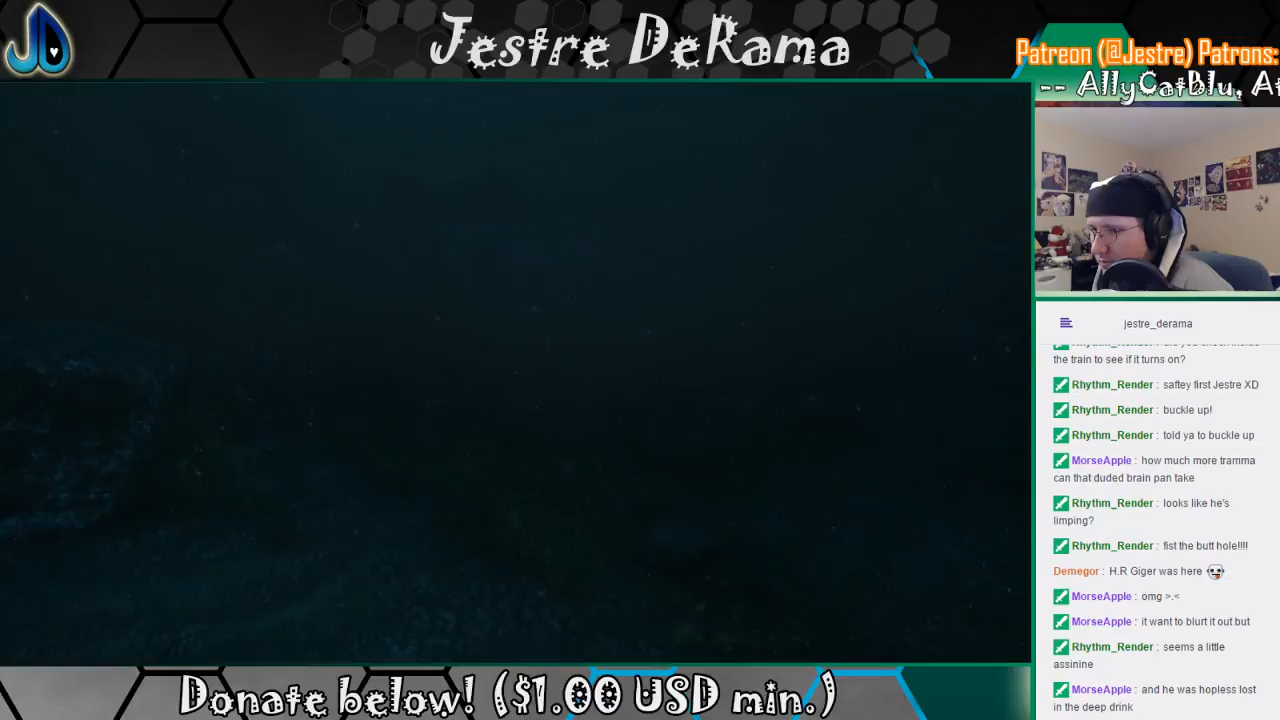 JD
Jestre DeRama
Patreon (@Jestre) Patrons:
-- AllyCatBlu, At
jestre_derama
the train to see if it turns on?
Rhythm_Render : saftey first Jestre XD
Rhythm_Render : buckle up!
Rhythm_Render : told ya to buckle up
MorseApple : how much more tramma
can that duded brain pan take
Rhythm_Render : looks like he's
limping?
Rhythm_Render : fist the butt hole!!!!
Demegor : H.R Giger was here
MorseApple : omg >.<
MorseApple : it want to blurt it out but
Rhythm_Render : seems a little
assinine
MorseApple : and he was hopless lost
in the deep drink
Donate below! ($1.00 USD min.)